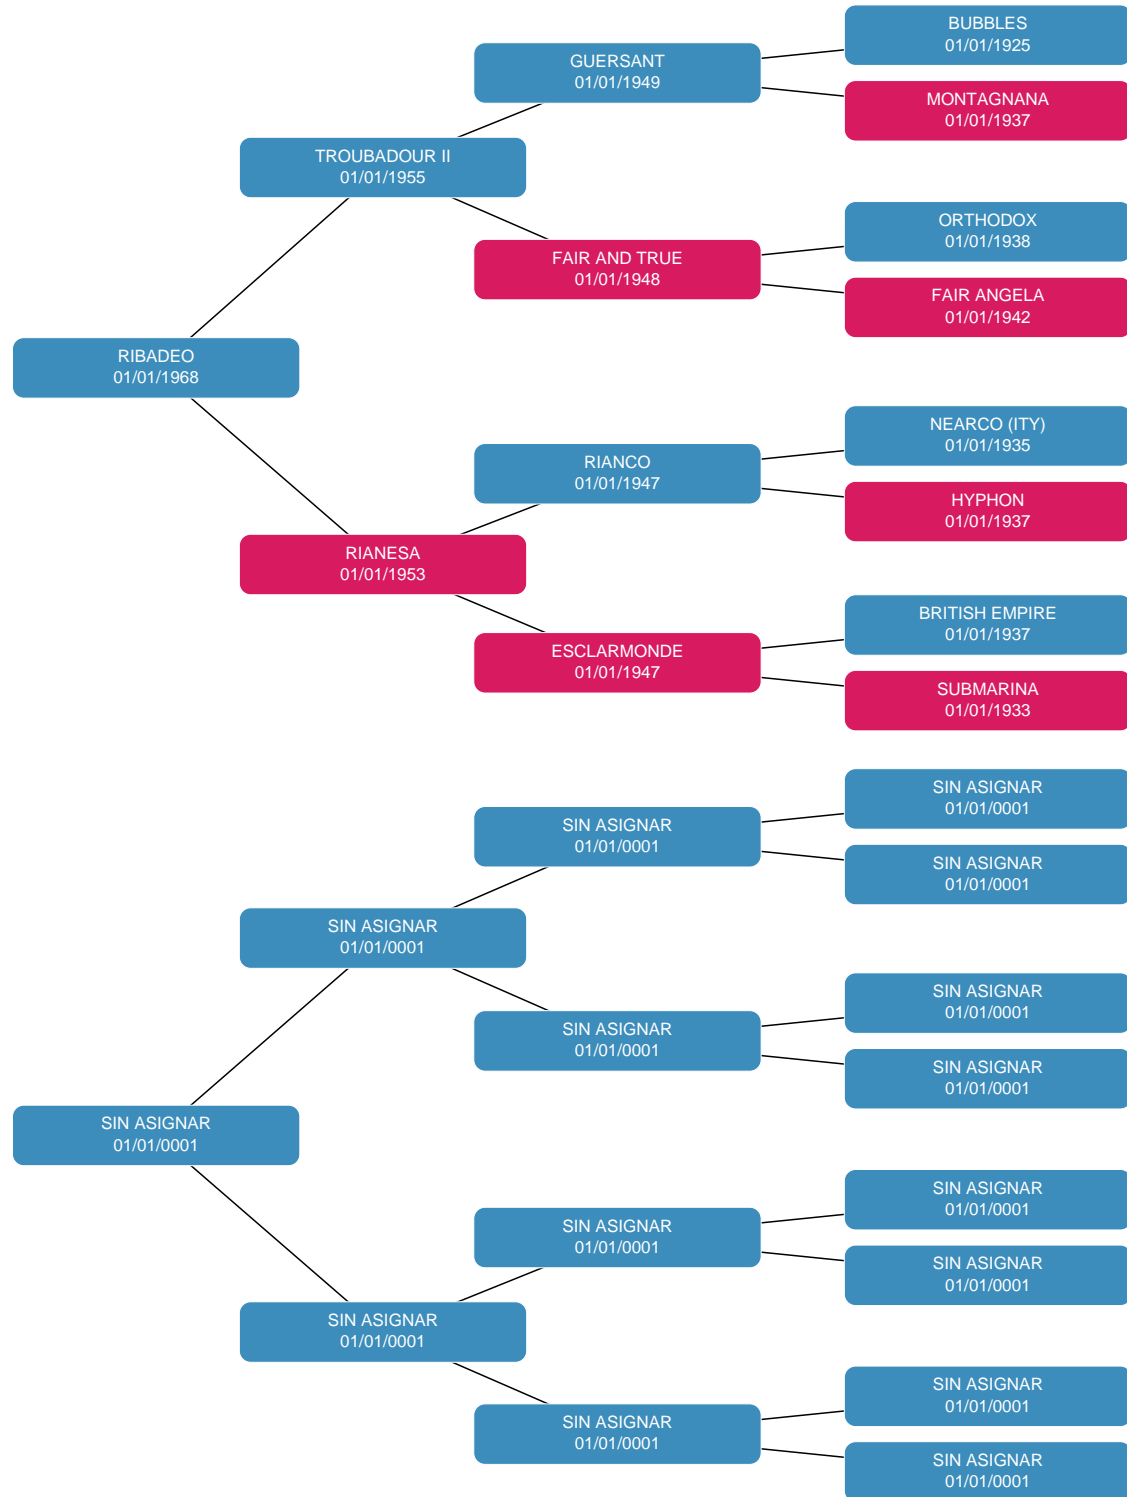 BUBBLES
01/01/1925
GUERSANT
01/01/1949
MONTAGNANA
01/01/1937
TROUBADOUR II
01/01/1955
ORTHODOX
01/01/1938
FAIR AND TRUE
01/01/1948
FAIR ANGELA
01/01/1942
RIBADEO
01/01/1968
NEARCO (ITY)
01/01/1935
RIANCO
01/01/1947
HYPHON
01/01/1937
RIANESA
01/01/1953
BRITISH EMPIRE
01/01/1937
ESCLARMONDE
01/01/1947
SUBMARINA
01/01/1933
SIN ASIGNAR
01/01/0001
SIN ASIGNAR
01/01/0001
SIN ASIGNAR
01/01/0001
SIN ASIGNAR
01/01/0001
SIN ASIGNAR
01/01/0001
SIN ASIGNAR
01/01/0001
SIN ASIGNAR
01/01/0001
SIN ASIGNAR
01/01/0001
SIN ASIGNAR
01/01/0001
SIN ASIGNAR
01/01/0001
SIN ASIGNAR
01/01/0001
SIN ASIGNAR
01/01/0001
SIN ASIGNAR
01/01/0001
SIN ASIGNAR
01/01/0001
SIN ASIGNAR
01/01/0001